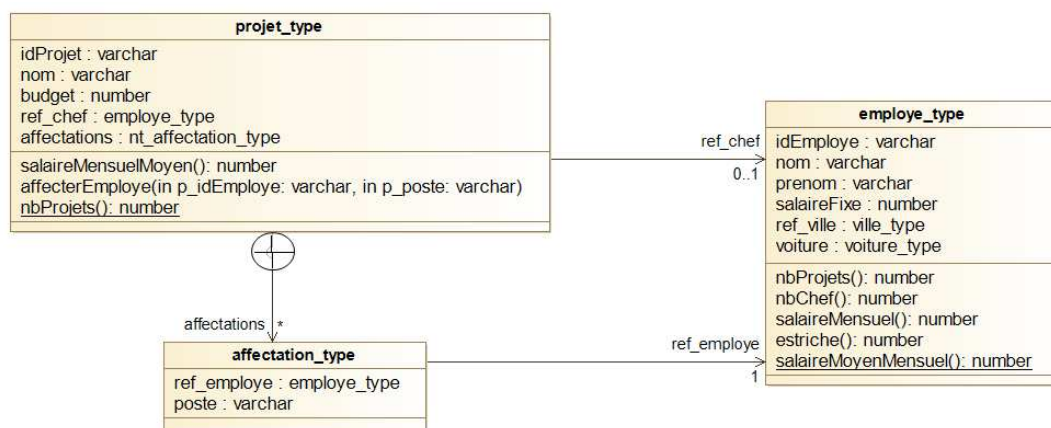 projet_type
idProjet : varchar
nom : varchar
budget : number
ref_chef : employe_type
affectations : nt_affectation_type
salaireMensuelMoyen(): number
affecterEmploye(in p_idEmploye: varchar, in p_poste: varchar)
nbProjets(): number
ref_chef
0..1
employe_type
idEmploye : varchar
nom : varchar
prenom : varchar
salaireFixe : number
ref_ville : ville_type
voiture : voiture_type
nbProjets(): number
nbChef(): number
salaireMensuel(): number
estriche(): number
salaireMoyenMensuel(): number
affectations *
affectation_type
ref_employe : employe_type
poste : varchar
ref_employe
1